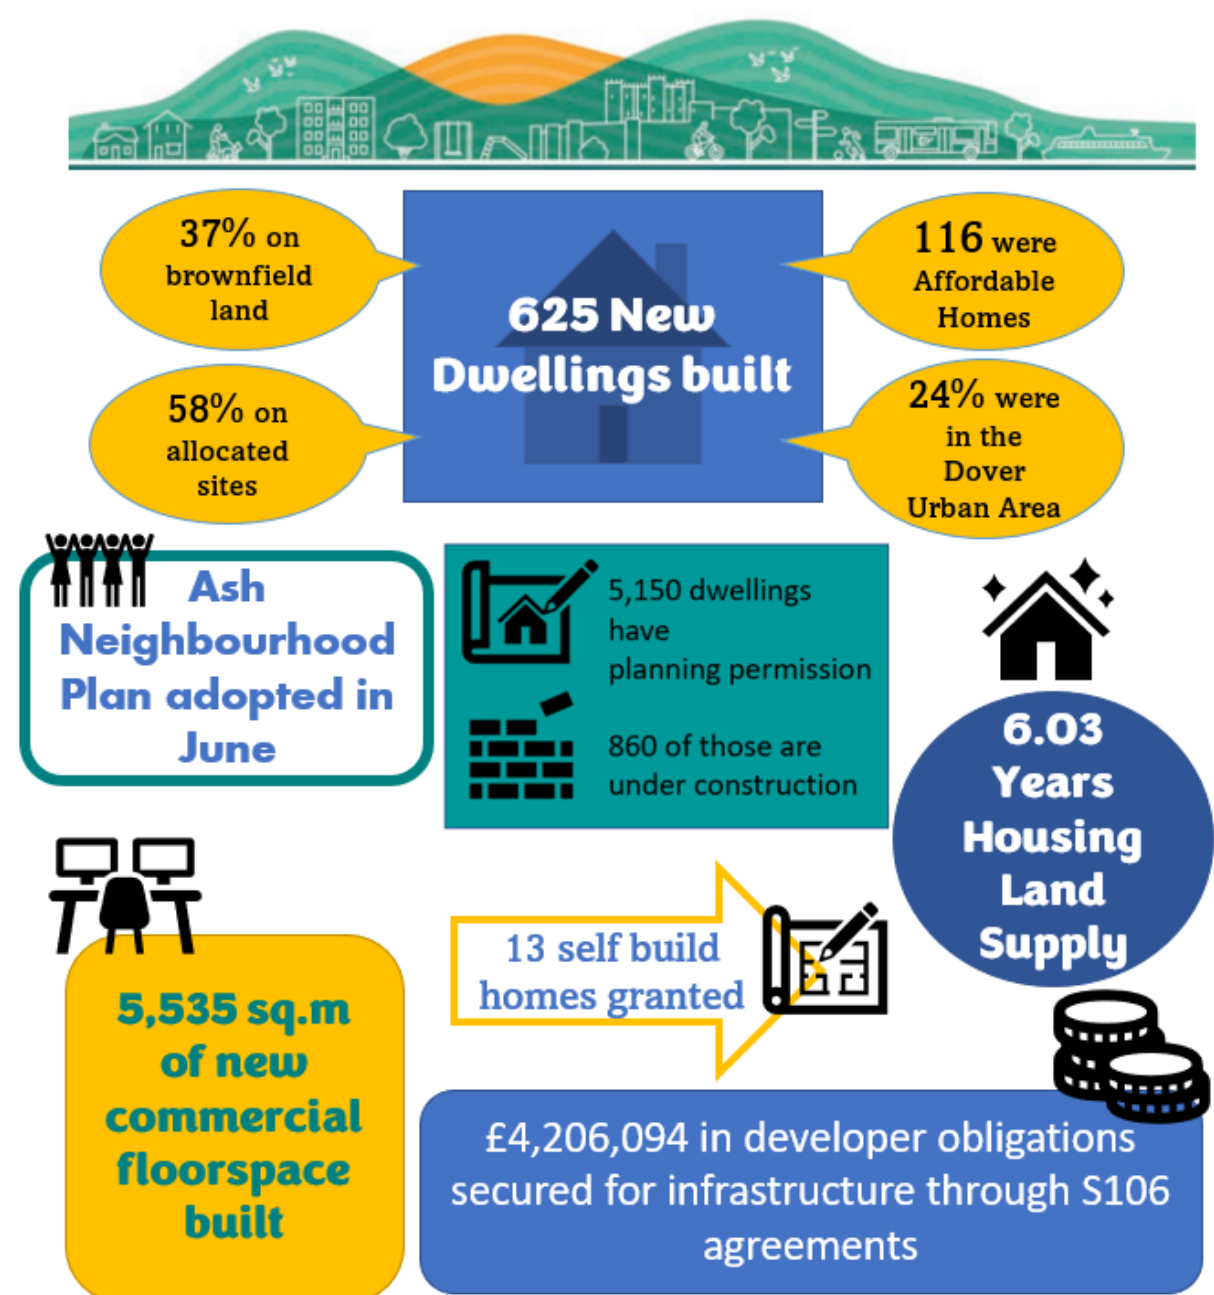 37% on
brownfield
land
625 New
Dwellings built
116 were
Affordable
Homes
58% on
allocated
sites
24% were
in the
Dover
Urban Area
Ash
Neighbourhood
Plan adopted in
June
5,150 dwellings
have
planning permission
860 of those are
under construction
6.03
Years
Housing
Land
Supply
5,535 sq.m
of new
commercial
floorspace
built
13 self build
homes granted
£4,206,094 in developer obligations
secured for infrastructure through S106
agreements